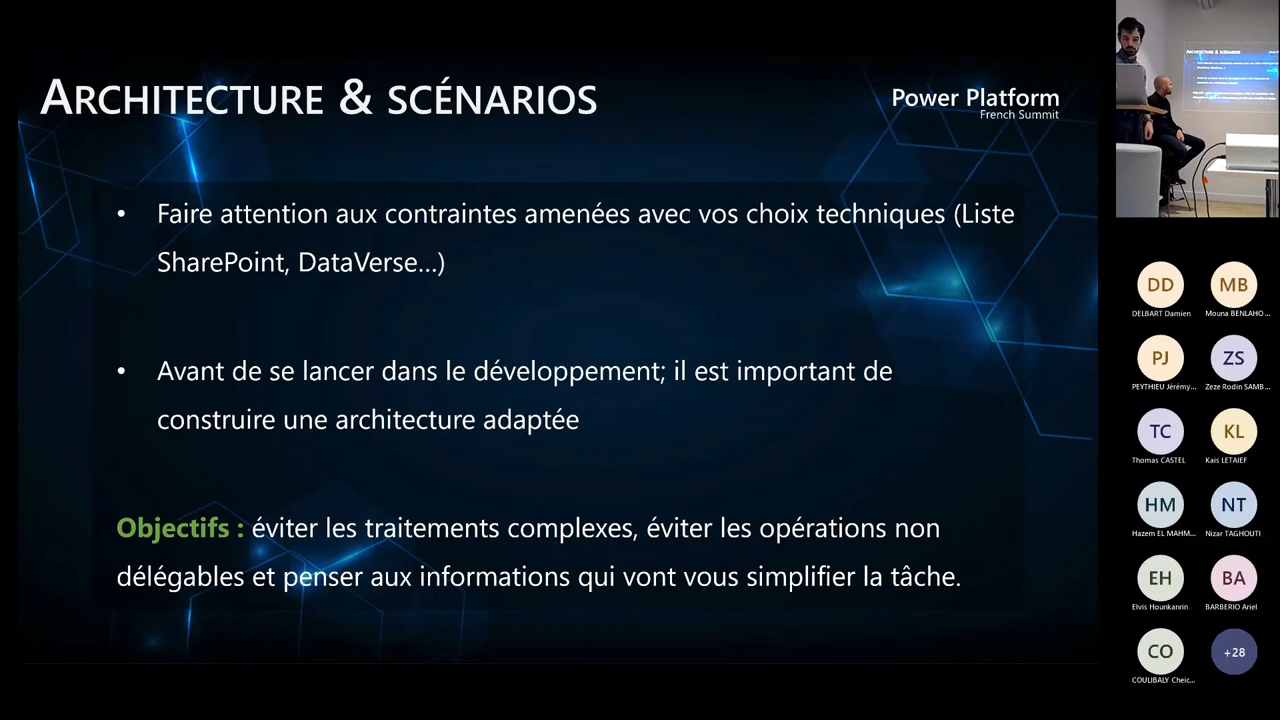 ARCHITECTURE & SCÉNARIOS
Power Platform
French Summit
• Faire attention aux contraintes amenées avec vos choix techniques (Liste
SharePoint, DataVerse...)
• Avant de se lancer dans le développement; il est important de
construire une architecture adaptée
Objectifs : éviter les traitements complexes, éviter les opérations non
délégables et penser aux informations qui vont vous simplifier la tâche.
ARCHITECTURE & SCÉNARIOS
DD
MB
DELBART Damien
Mouna BENLAHO...
PJ
ZS
PEYTHIEU Jérémy...
Zeze Rodin SAMB...
TC
KL
Thomas CASTEL
Kais LETAIEF
HM
NT
Hazem EL MAHM...
Nizar TAGHOUTI
EH
BA
Elvis Hounkanrin
BARBERIO Ariel
CO
+28
COULIBALY Cheic...